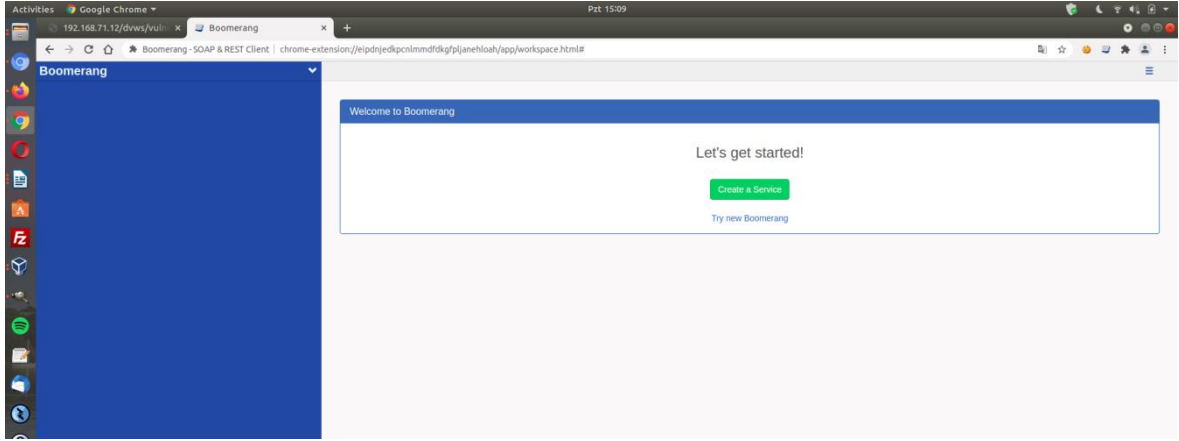 Activities Google Chrome Pzt 15:09
192.168.71.12/dvws/vuln Boomerang
Boomerang - SOAP & REST Client | chrome-extension://eipdnjedkpcnlmmdfdkgfpljanehloah/app/workspace.html#
Boomerang
Welcome to Boomerang
Let's get started!
Create a Service
Try new Boomerang